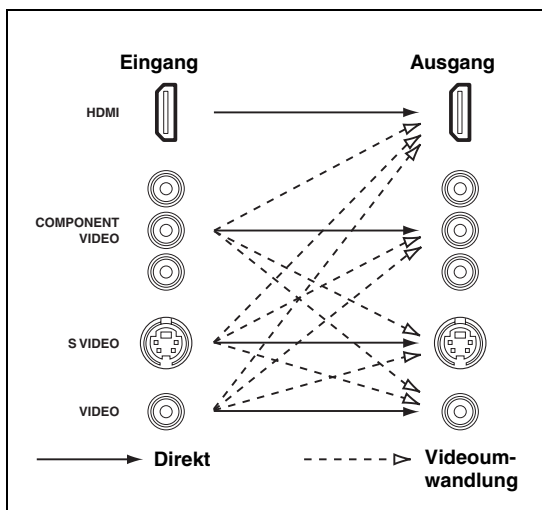 Eingang Ausgang
HDMI
COMPONENT
VIDEO
S VIDEO
VIDEO
Direkt Videoum-
wandlung